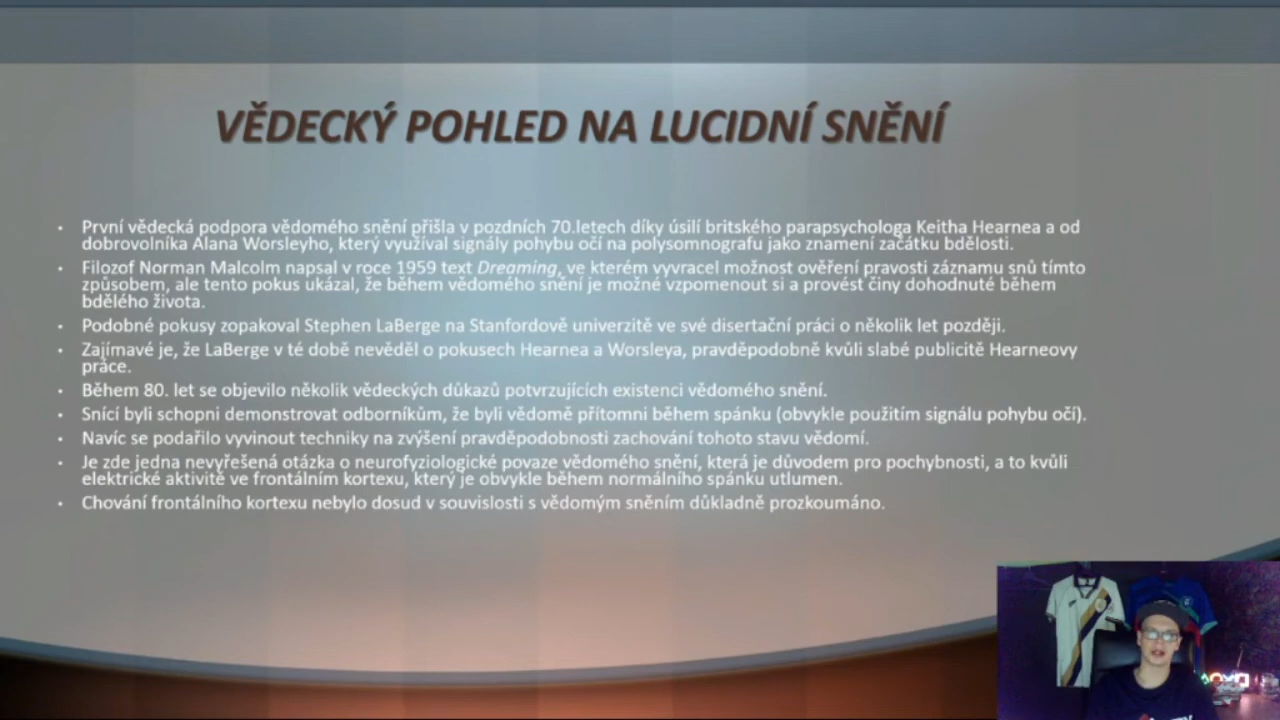 VĚDECKÝ POHLED NA LUCIDNÍ SNĚNÍ
• První vědecká podpora vědomého snění přišla v pozdních 70.letech díky úsilí britského parapsychologa Keitha Hearnea a od
dobrovolníka Alana Worsleyho, který využíval signály pohybu očí na polysomnografu jako znamení začátku bdělosti.
• Filozof Norman Malcolm napsal v roce 1959 text Dreaming, ve kterém vyvracel možnost ověření pravosti záznamu snů tímto
způsobem, ale tento pokus ukázal, že během vědomého snění je možné vzpomenout si a provést činy dohodnuté během
bdělého života.
• Podobné pokusy zopakoval Stephen LaBerge na Stanfordově univerzitě ve své disertační práci o několik let později.
• Zajímavé je, že LaBerge v té době nevěděl o pokusech Hearnea a Worsleya, pravděpodobně kvůli slabé publicitě Hearneovy
práce.
• Během 80. let se objevilo několik vědeckých důkazů potvrzujících existenci vědomého snění.
• Snící byli schopni demonstrovat odborníkům, že byli vědomě přítomni během spánku (obvykle použitím signálu pohybu očí).
• Navíc se podařilo vyvinout techniky na zvýšení pravděpodobnosti zachování tohoto stavu vědomí.
• Je zde jedna nevyřešená otázka o neurofyziologické povaze vědomého snění, která je důvodem pro pochybnosti, a to kvůli
elektrické aktivitě ve frontálním kortexu, který je obvykle během normálního spánku utlumen.
• Chování frontálního kortexu nebylo dosud v souvislosti s vědomým sněním důkladně prozkoumáno.